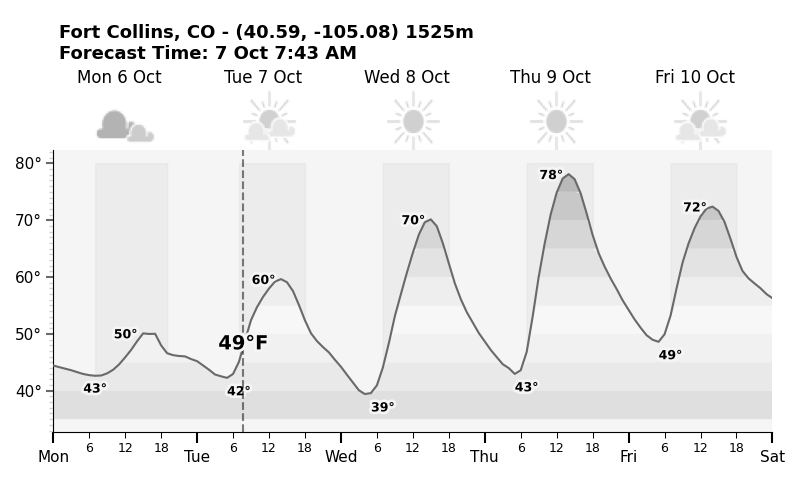 Fort Collins, CO - (40.59, -105.08) 1525m
Forecast Time: 7 Oct 7:43 AM
Mon 6 Oct Tue 7 Oct Wed 8 Oct Thu 9 Oct Fri 10 Oct
80°
78°
72°
70° 70°
60° 60°
50° 50°
49°F
49°
43° 42° 43°
40°
39°
6 12 18 6 12 18 6 12 18 6 12 18 6 12 18
Mon Tue Wed Thu Fri Sat